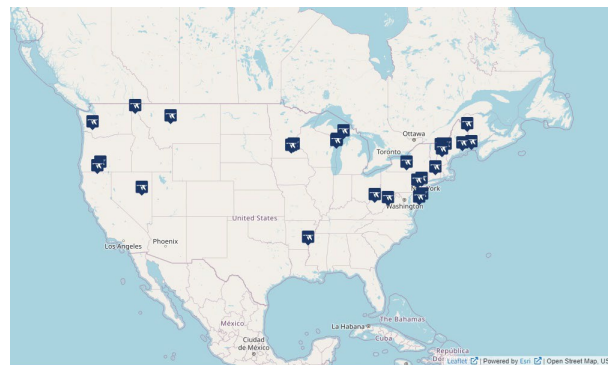 Ottawa
Toronto
New York
Washington
United States
Los Angeles
Phoenix
México
Ciudad
de México
La Habana
The Bahamas
Cuba
República
Leaflet | Powered by Esri | Open Street Map, US